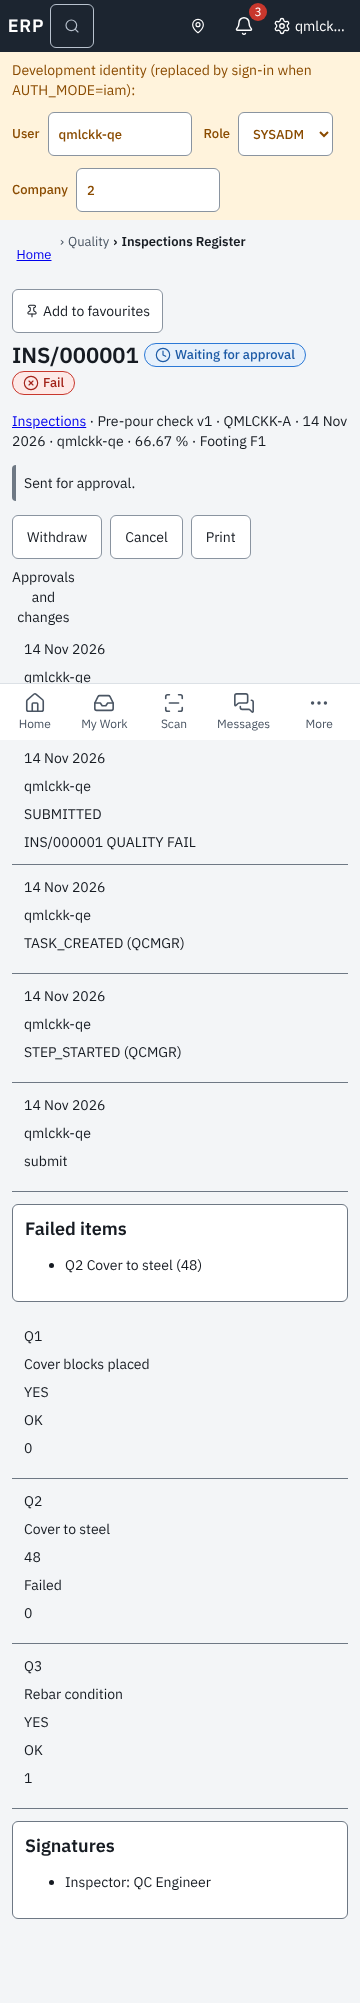 ERP
3
qmlck...
Development identity (replaced by sign-in when
AUTH_MODE=iam):
User qmlckk-qe Role SYSADM
Company 2
Home › Quality › Inspections Register
Add to favourites
INS/000001 Waiting for approval
Fail
Inspections · Pre-pour check v1 · QMLCKK-A · 14 Nov
2026 · qmlckk-qe · 66.67 % · Footing F1
Sent for approval.
Withdraw Cancel Print
Approvals
and
changes
14 Nov 2026
qmlckk-qe
Home My Work Scan Messages More
14 Nov 2026
qmlckk-qe
SUBMITTED
INS/000001 QUALITY FAIL
14 Nov 2026
qmlckk-qe
TASK_CREATED (QCMGR)
14 Nov 2026
qmlckk-qe
STEP_STARTED (QCMGR)
14 Nov 2026
qmlckk-qe
submit
Failed items
• Q2 Cover to steel (48)
Q1
Cover blocks placed
YES
OK
0
Q2
Cover to steel
48
Failed
0
Q3
Rebar condition
YES
OK
1
Signatures
• Inspector: QC Engineer